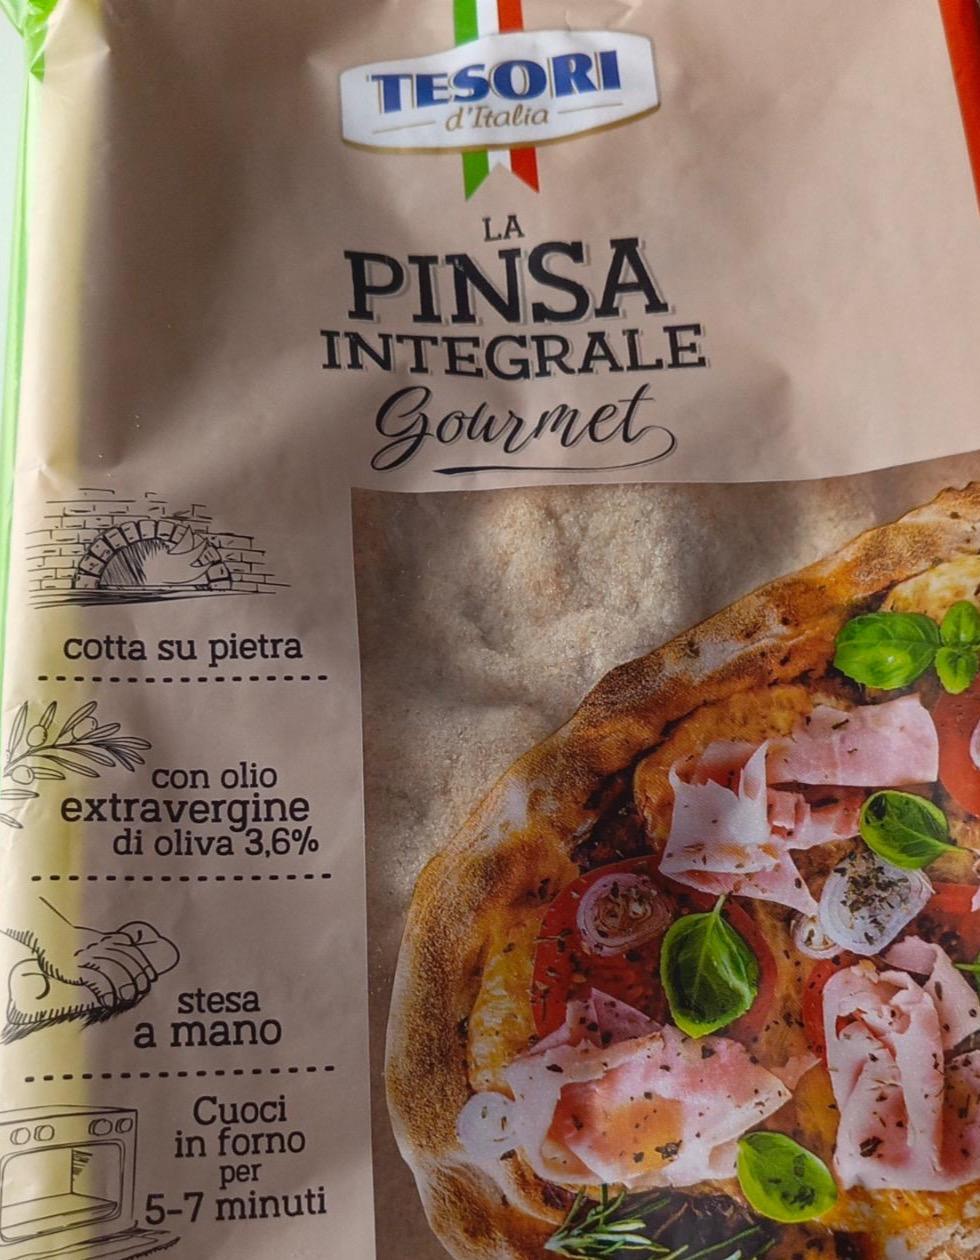 TESORI
d'Italia
LA
PINSA
INTEGRALE
Gourmet
cotta su pietra
con olio
extravergine
di oliva 3,6%
stesa
a mano
Cuoci
in forno
per
5-7 minuti